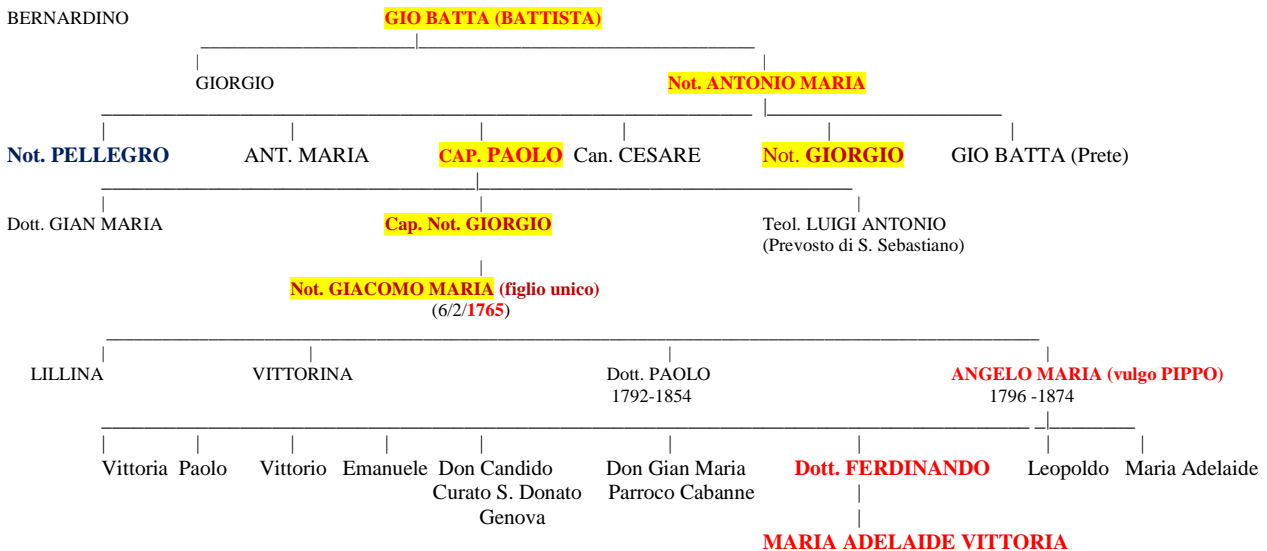 BERNARDINO GIO BATTA (BATTISTA)
GIORGIO Not. ANTONIO MARIA
Not. PELLEGRO ANT. MARIA CAP. PAOLO Can. CESARE Not. GIORGIO GIO BATTA (Prete)
Dott. GIAN MARIA Cap. Not. GIORGIO Teol. LUIGI ANTONIO
(Prevosto di S. Sebastiano)
Not. GIACOMO MARIA (figlio unico)
(6/2/1765)
LILLINA VITTORINA Dott. PAOLO ANGELO MARIA (vulgo PIPPO)
1792-1854 1796 -1874
Vittoria Paolo Vittorio Emanuele Don Candido Don Gian Maria Dott. FERDINANDO Leopoldo Maria Adelaide
Curato S. Donato Parroco Cabanne
Genova
MARIA ADELAIDE VITTORIA